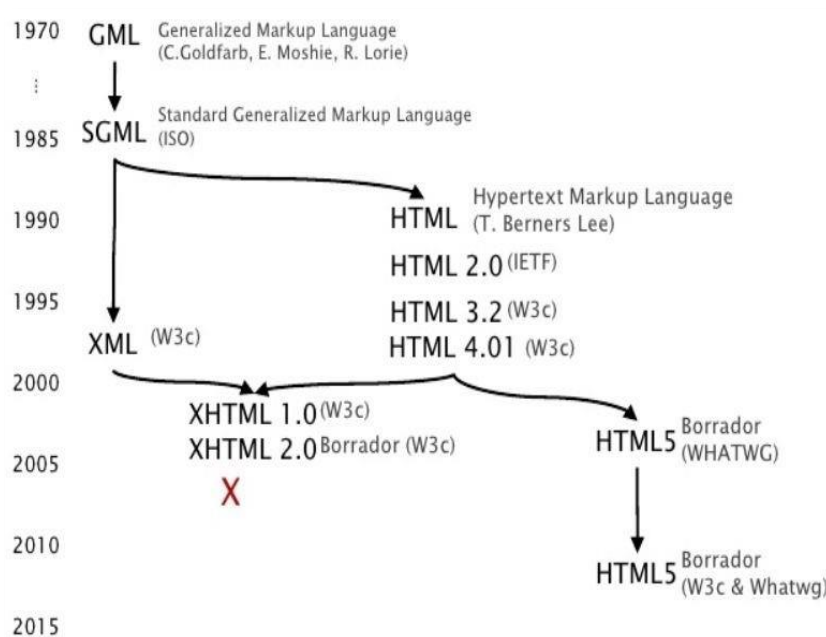 1970
GML
Generalized Markup Language
(C.Goldfarb, E. Moshie, R. Lorie)
...
SGML
Standard Generalized Markup Language
(ISO)
1985
Hypertext Markup Language
(T. Berners Lee)
1990
HTML
HTML 2.0 (IETF)
1995
HTML 3.2 (W3c)
XML (W3c)
HTML 4.01 (W3c)
2000
XHTML 1.0 (W3c)
XHTML 2.0 Borrador (W3c)
X
HTML5 Borrador
(WHATWG)
2005
2010
HTML5 Borrador
(W3c & Whatwg)
2015